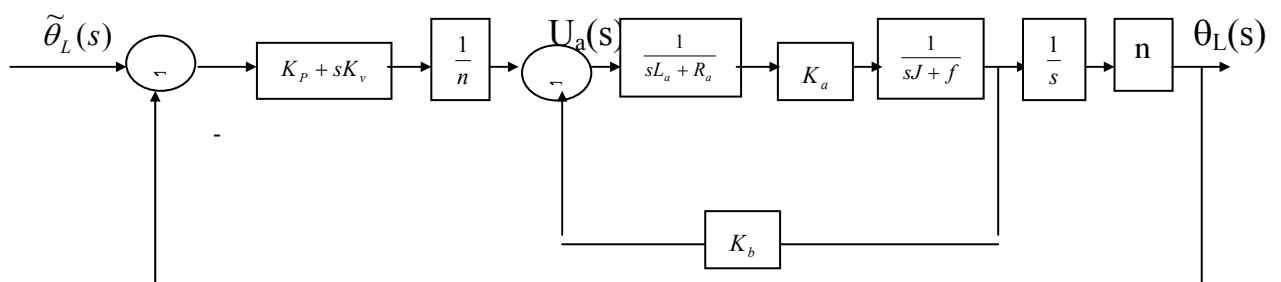 θ̃_L(s)
Σ
-
K_P + sK_v
1/n
U_a(s)
Σ
1/(sL_a + R_a)
K_a
1/(sJ + f)
1/s
n
θ_L(s)
K_b